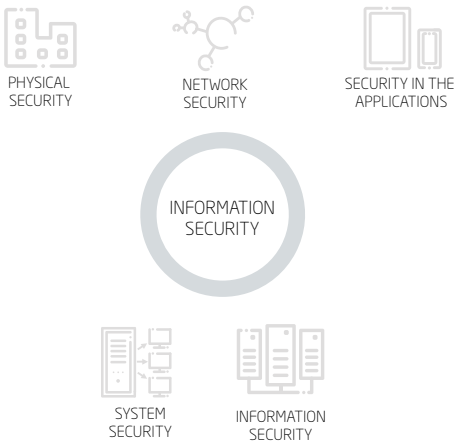 PHYSICAL
SECURITY
NETWORK
SECURITY
SECURITY IN THE
APPLICATIONS
INFORMATION
SECURITY
SYSTEM
SECURITY
INFORMATION
SECURITY